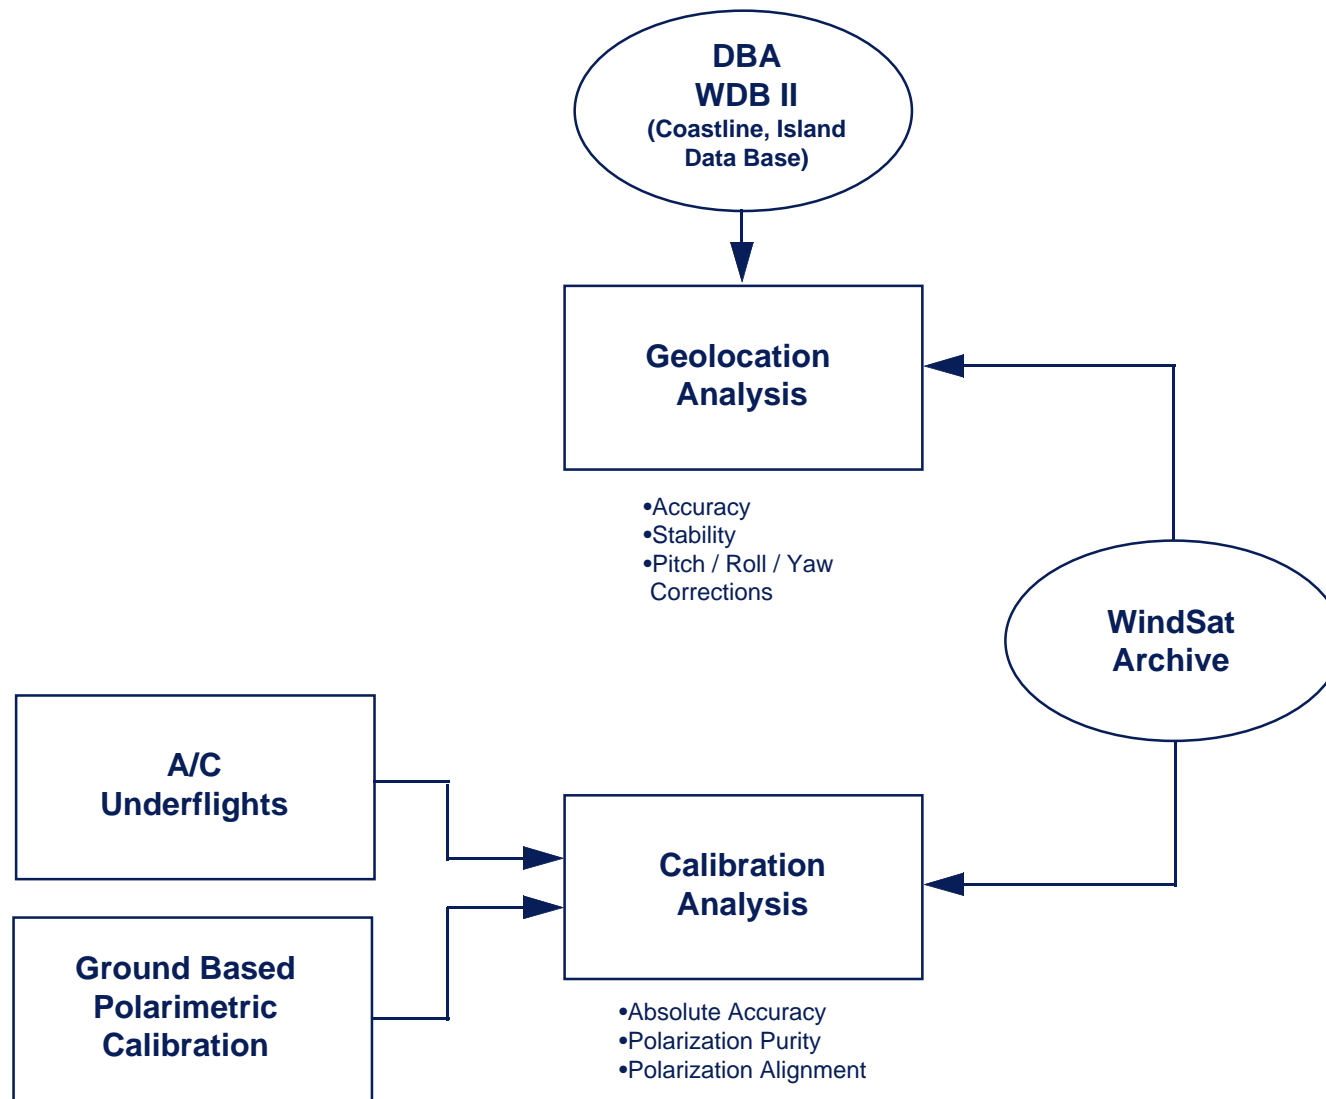 DBA
WDB II
(Coastline, Island
Data Base)
Geolocation
Analysis
•Accuracy
•Stability
•Pitch / Roll / Yaw
Corrections
WindSat
Archive
A/C
Underflights
Calibration
Analysis
Ground Based
Polarimetric
Calibration
•Absolute Accuracy
•Polarization Purity
•Polarization Alignment